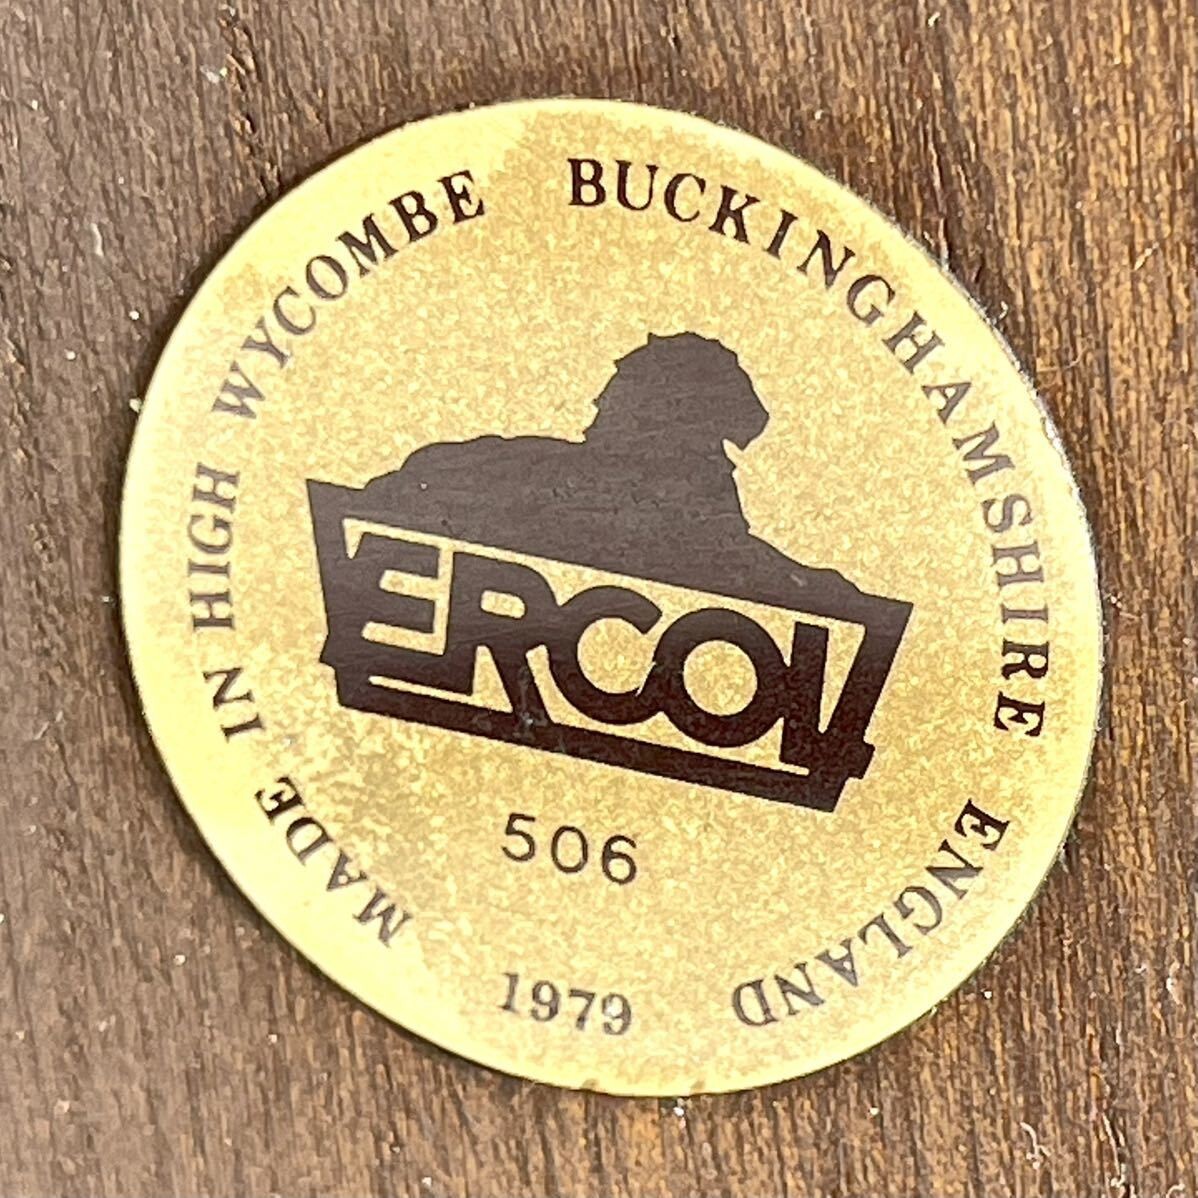 MADE IN HIGH WYCOMBE BUCKINGHAMSHIRE ENGLAND
ERCOL
506
1979